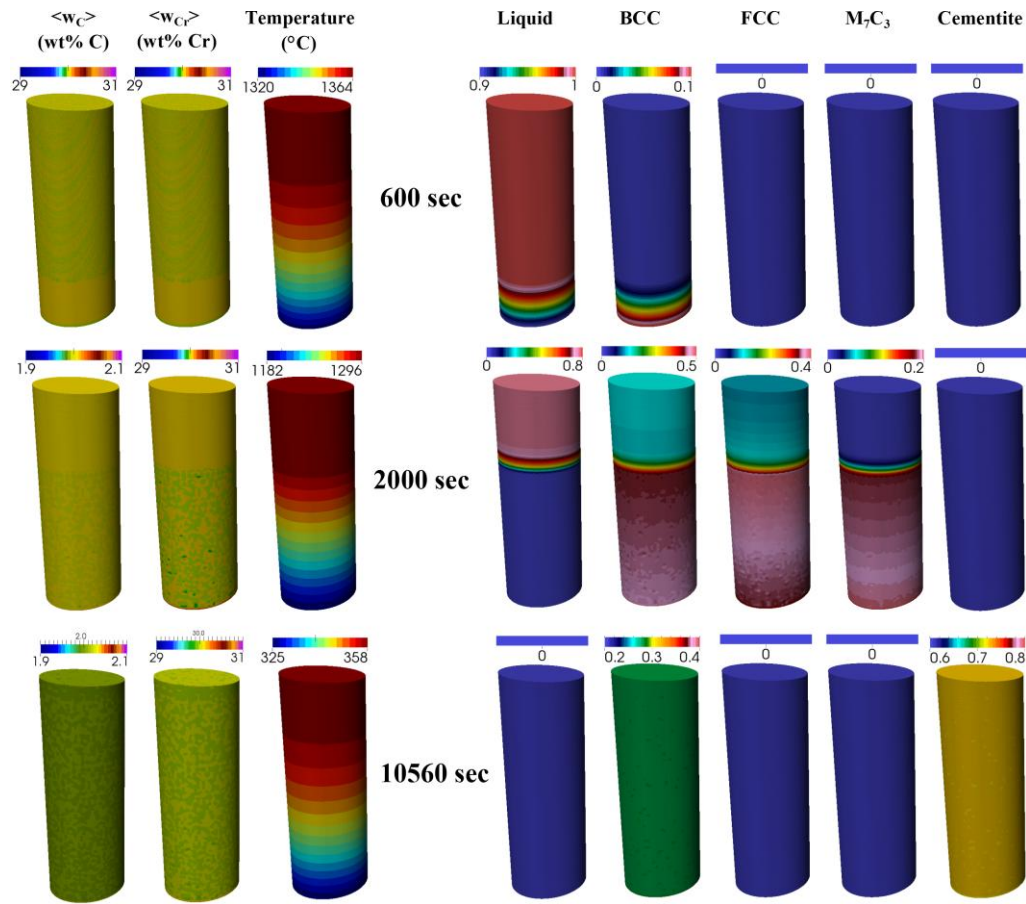 <w_C> <w_Cr> Temperature Liquid BCC FCC M₇C₃ Cementite
(wt% C) (wt% Cr) (°C)
29 31 29 31 1320 1364 0.9 1 0 0.1 0 0 0
600 sec
1.9 2.1 29 31 1182 1296 0 0.8 0 0.5 0 0.4 0 0.2 0
2000 sec
2.0 30.0
1.9 2.1 29 31 325 358 0 0.2 0.3 0.4 0 0 0.6 0.7 0.8
10560 sec